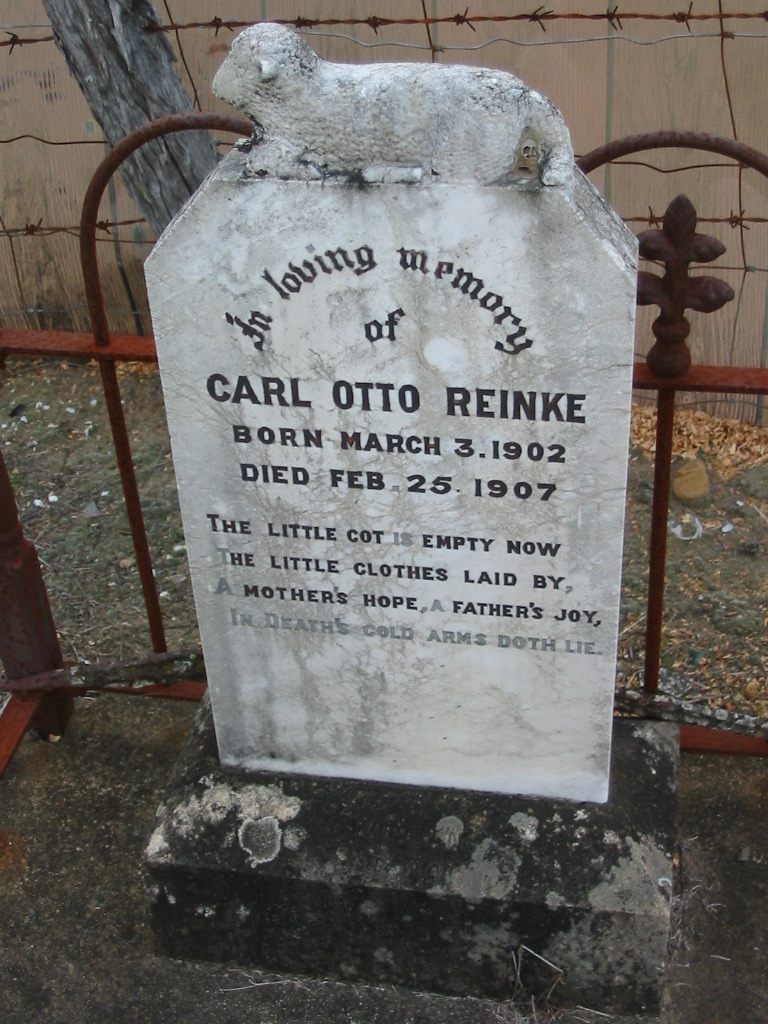 In loving memory
of
CARL OTTO REINKE
BORN MARCH 3.1902
DIED FEB. 25. 1907
THE LITTLE COT IS EMPTY NOW
THE LITTLE CLOTHES LAID BY,
A MOTHER'S HOPE, A FATHER'S JOY,
IN DEATH'S COLD ARMS DOTH LIE.